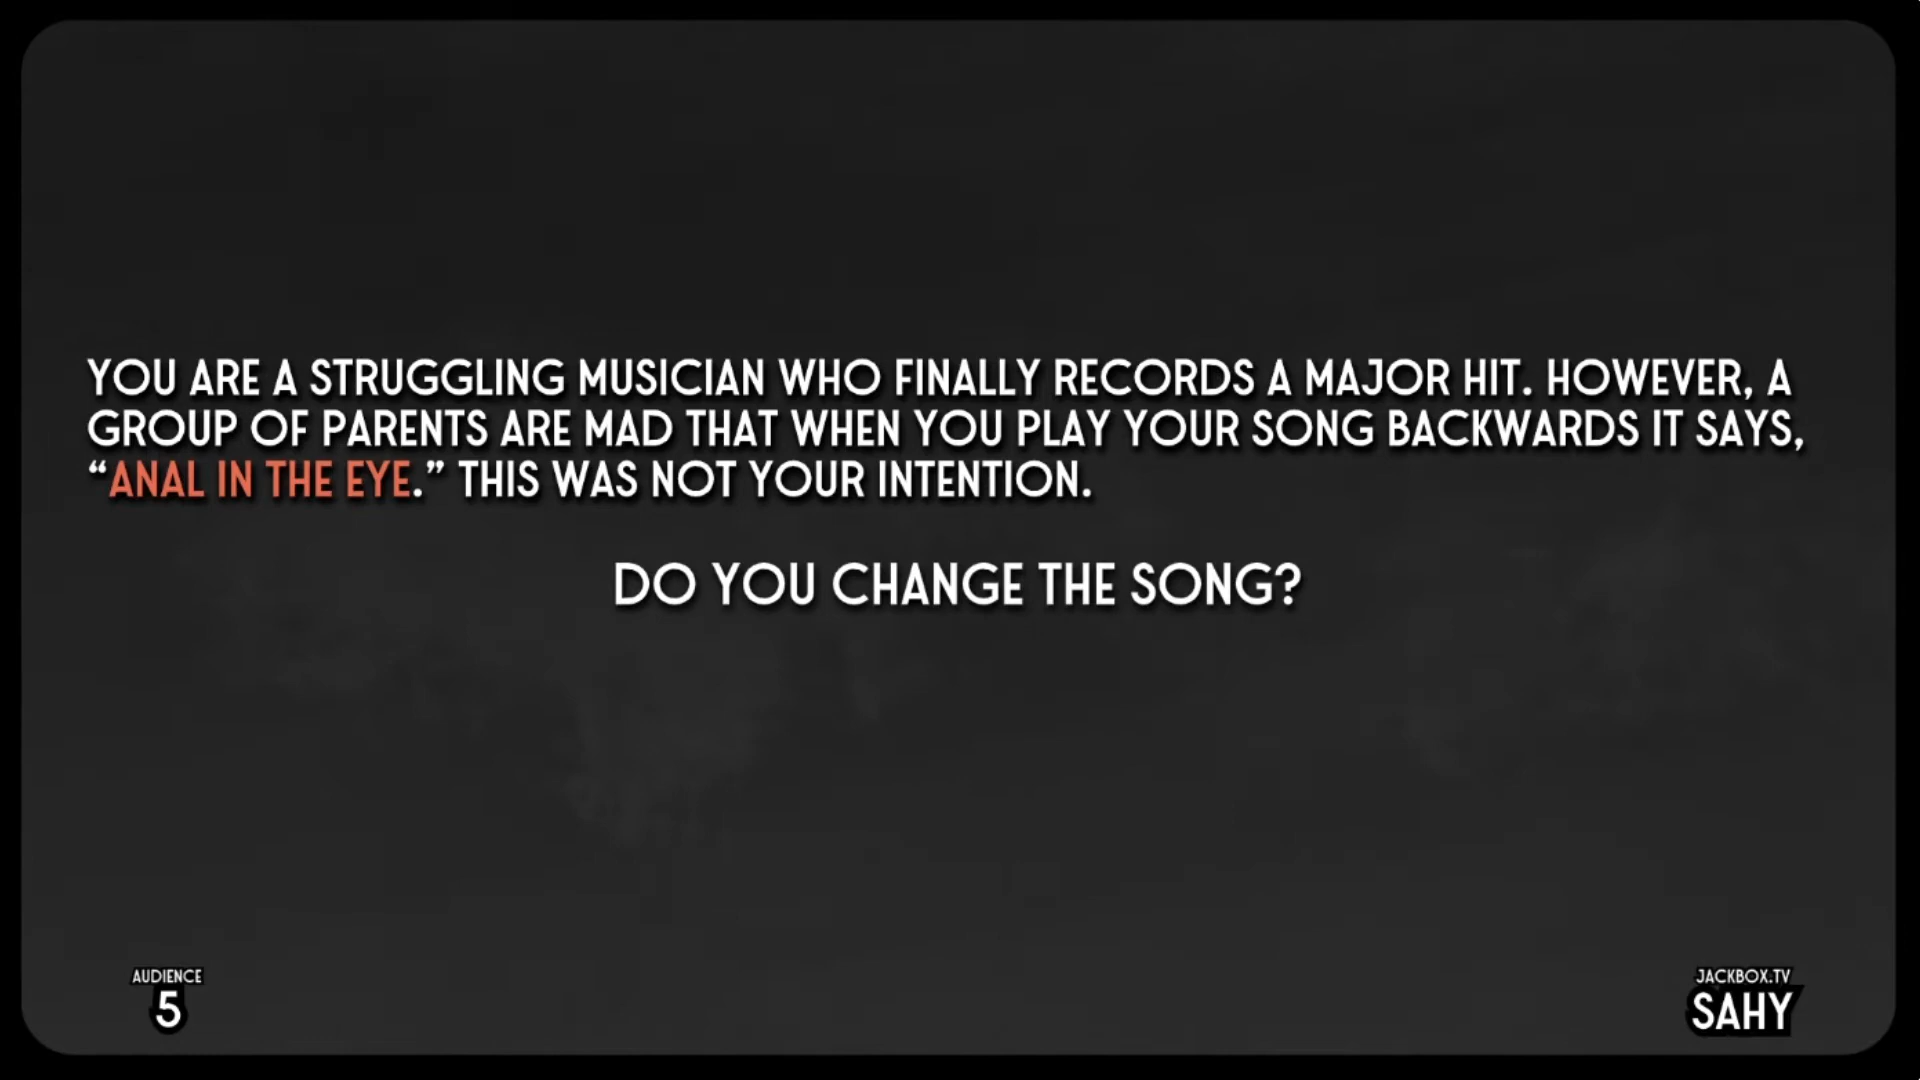 YOU ARE A STRUGGLING MUSICIAN WHO FINALLY RECORDS A MAJOR HIT. HOWEVER, A
GROUP OF PARENTS ARE MAD THAT WHEN YOU PLAY YOUR SONG BACKWARDS IT SAYS,
“ANAL IN THE EYE.” THIS WAS NOT YOUR INTENTION.
DO YOU CHANGE THE SONG?
AUDIENCE
5
JACKBOX.TV
SAHY